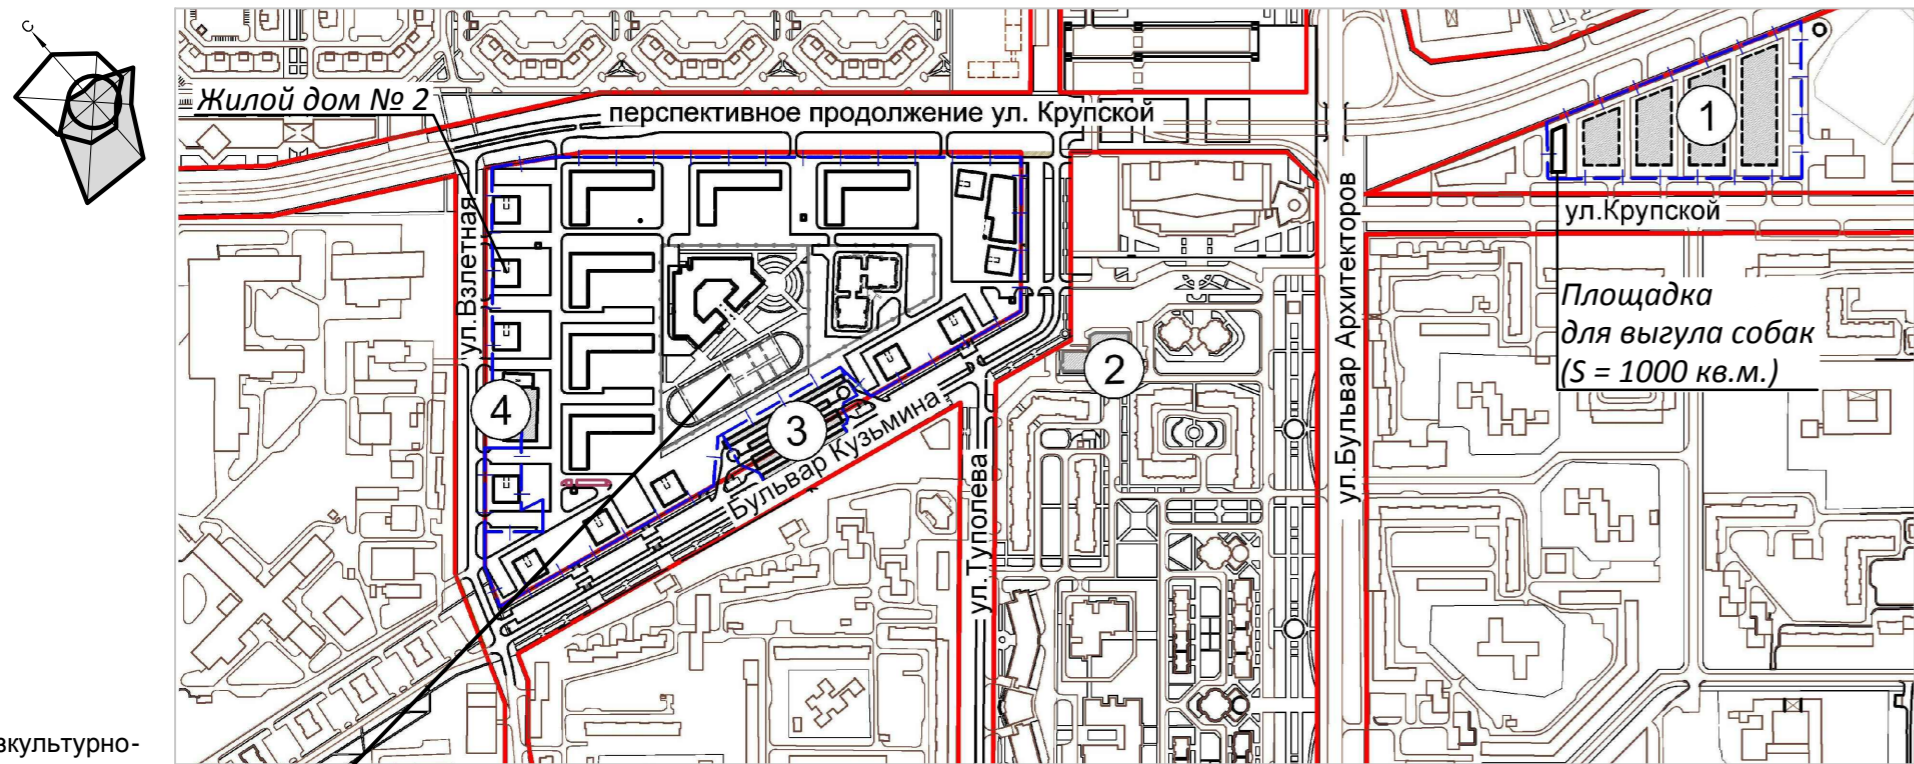 С
Жилой дом № 2
перспективное продолжение ул. Крупской
1
ул.Взлетная
ул.Бульвар Архитекторов
ул.Крупской
Площадка
для выгула собак
(S = 1000 кв.м.)
2
4
3
Бульвар Кузьмина
ул.Туполева
зкультурно-